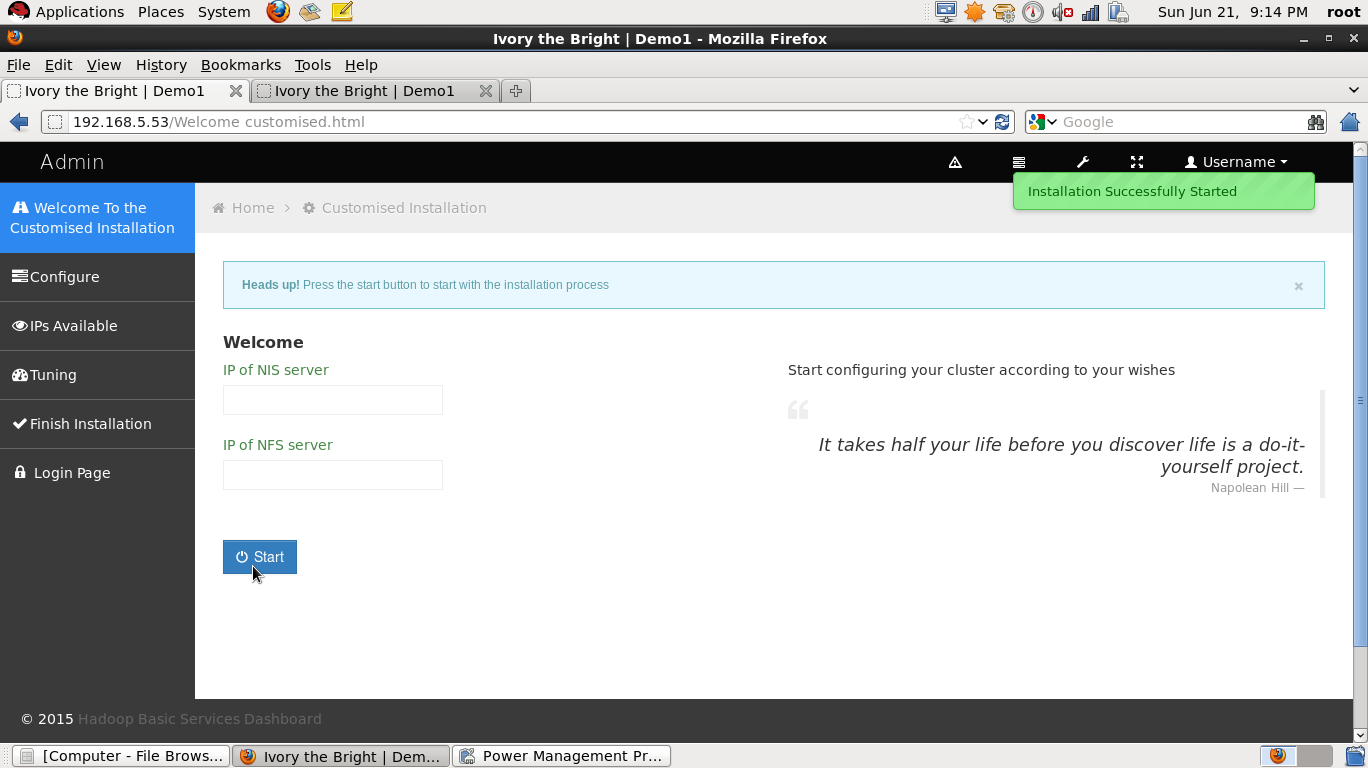 Applications Places System
Sun Jun 21, 9:14 PM root
Ivory the Bright | Demo1 - Mozilla Firefox
File Edit View History Bookmarks Tools Help
Ivory the Bright | Demo1
Ivory the Bright | Demo1
192.168.5.53/Welcome customised.html
Google
Admin
Username
Installation Successfully Started
Welcome To the
Customised Installation
Configure
IPs Available
Tuning
Finish Installation
Login Page
Home
Customised Installation
Heads up! Press the start button to start with the installation process
×
Welcome
IP of NIS server
IP of NFS server
Start
Start configuring your cluster according to your wishes
“
It takes half your life before you discover life is a do-it-
yourself project.
Napolean Hill —
© 2015 Hadoop Basic Services Dashboard
[Computer - File Brows...
Ivory the Bright | Dem...
Power Management Pr...